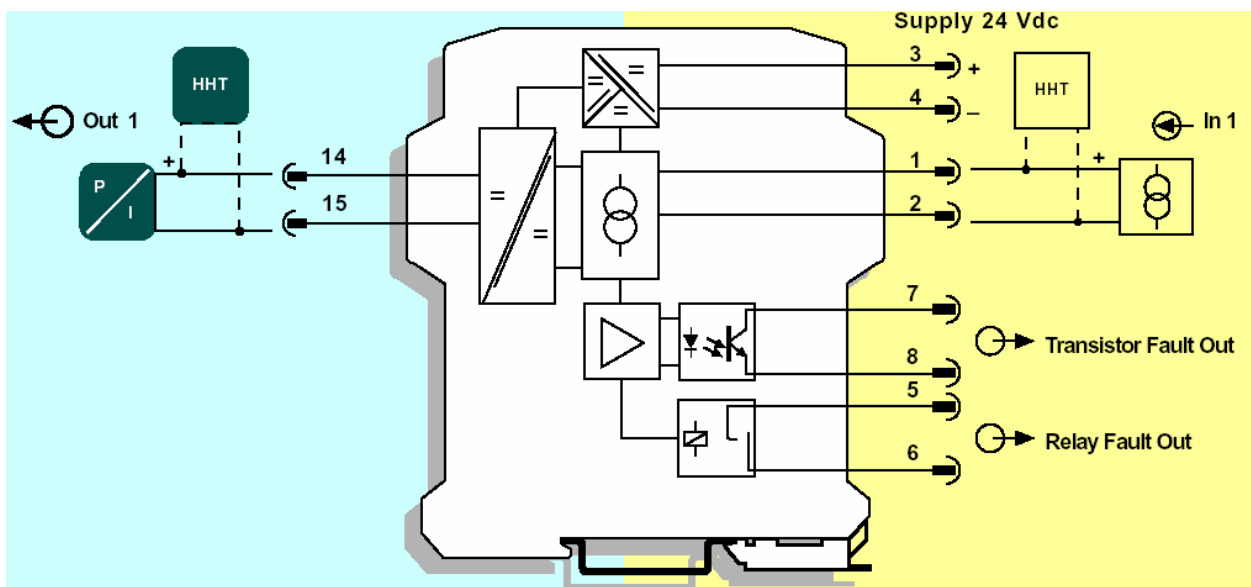 Supply 24 Vdc
3
+
HHT
HHT
4
–
Out 1
In 1
+
14
1
+
P
I
15
2
7
Transistor Fault Out
8
5
Relay Fault Out
6